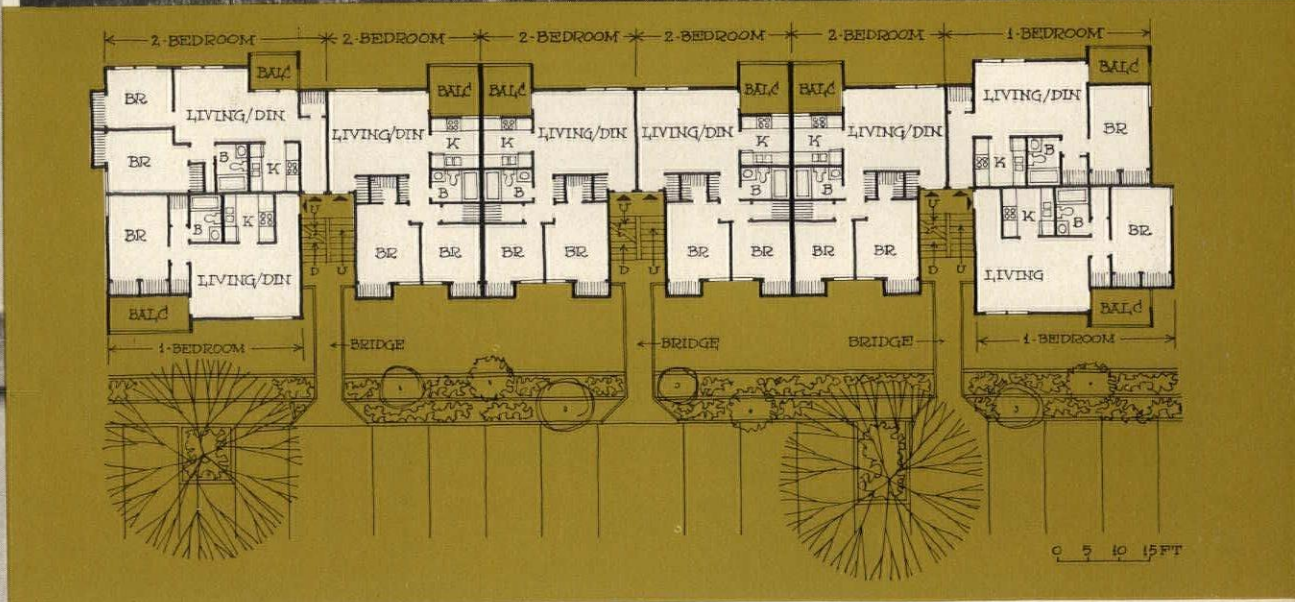 2-BEDROOM 2-BEDROOM 2-BEDROOM 2-BEDROOM 2-BEDROOM 1-BEDROOM
BALC BALC
BR LIVING/DIN BALC BALC BALC BALC LIVING/DIN BR
LIVING/DIN LIVING/DIN LIVING/DIN LIVING/DIN
K K K K
BR B K B B B B K B
BR B K BR BR BR BR BR BR BR BR K B BR
U U U
D U D U D U
LIVING/DIN LIVING
BALC BALC
1-BEDROOM BRIDGE BRIDGE BRIDGE 1-BEDROOM
0 5 10 15 FT